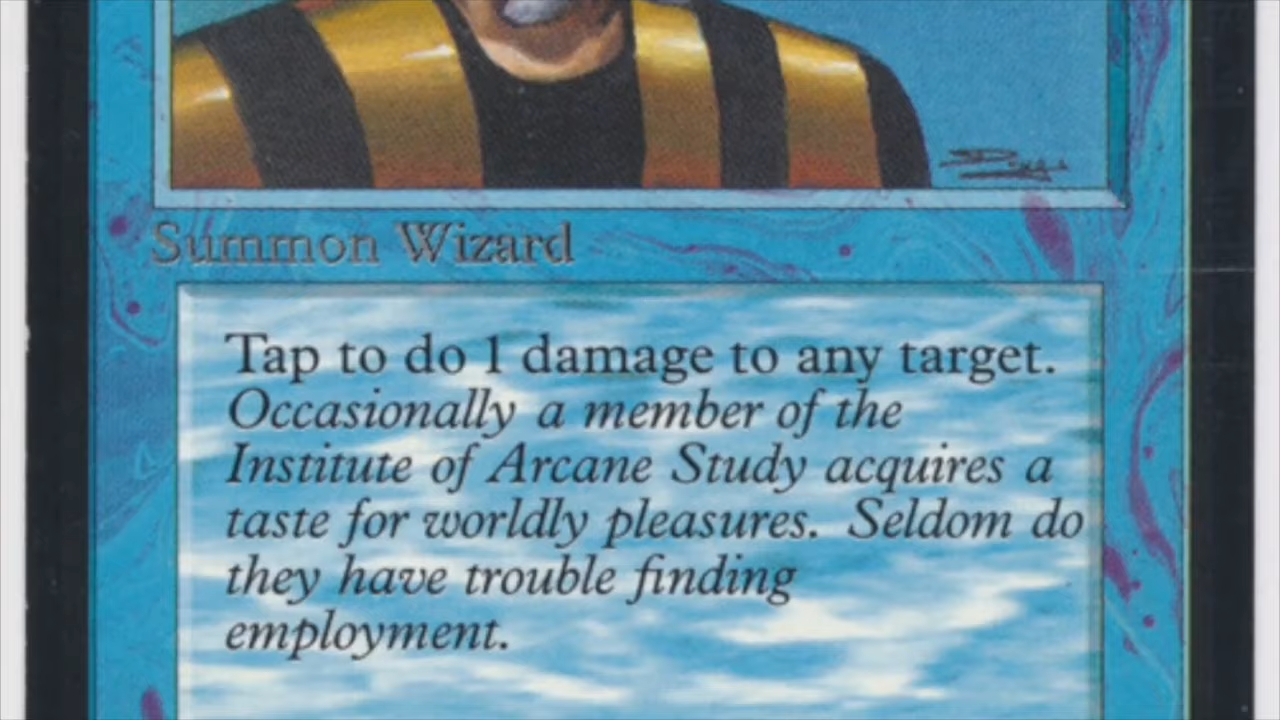 Summon Wizard
Tap to do 1 damage to any target.
Occasionally a member of the
Institute of Arcane Study acquires a
taste for worldly pleasures. Seldom do
they have trouble finding
employment.